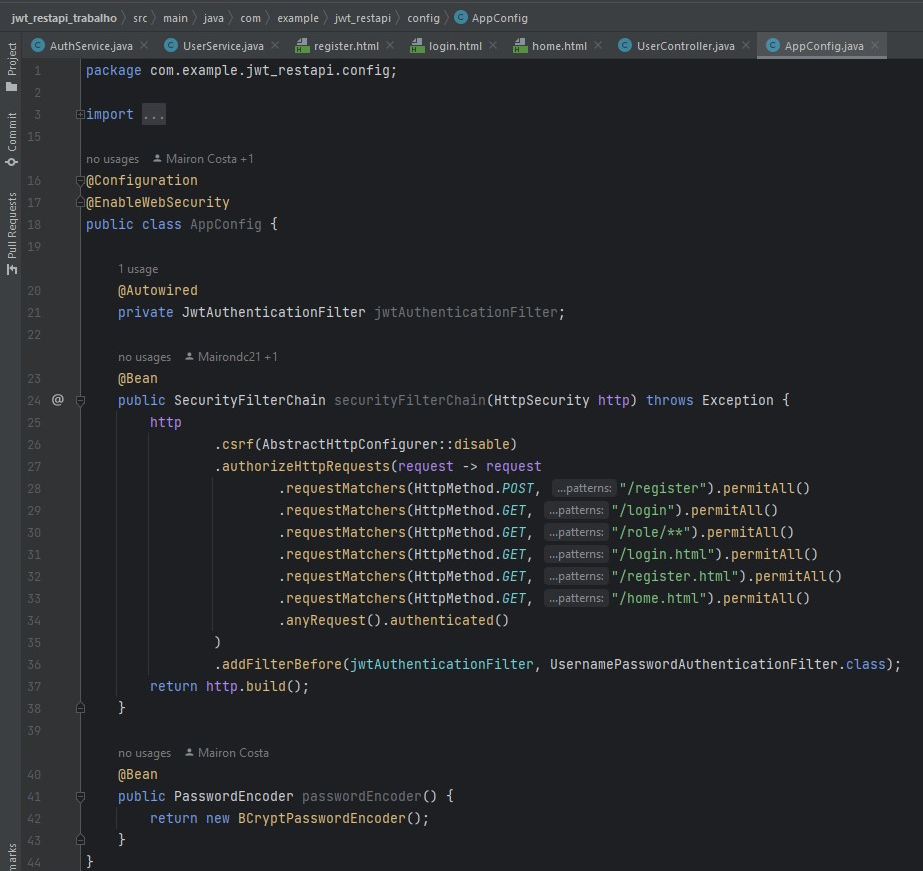 jwt_restapi_trabalho 〉 src 〉 main 〉 java 〉 com 〉 example 〉 jwt_restapi 〉 config 〉 AppConfig
AuthService.java UserService.java register.html login.html home.html UserController.java AppConfig.java
Project
Commit
Pull Requests
marks
1 package com.example.jwt_restapi.config;
2
3 import ...
15
no usages Mairon Costa +1
16 @Configuration
17 @EnableWebSecurity
18 public class AppConfig {
19
1 usage
20 @Autowired
21 private JwtAuthenticationFilter jwtAuthenticationFilter;
22
no usages Mairondc21 +1
23 @Bean
24 @ public SecurityFilterChain securityFilterChain(HttpSecurity http) throws Exception {
25 http
26 .csrf(AbstractHttpConfigurer::disable)
27 .authorizeHttpRequests(request -> request
28 .requestMatchers(HttpMethod.POST, ...patterns: "/register").permitAll()
29 .requestMatchers(HttpMethod.GET, ...patterns: "/login").permitAll()
30 .requestMatchers(HttpMethod.GET, ...patterns: "/role/**").permitAll()
31 .requestMatchers(HttpMethod.GET, ...patterns: "/login.html").permitAll()
32 .requestMatchers(HttpMethod.GET, ...patterns: "/register.html").permitAll()
33 .requestMatchers(HttpMethod.GET, ...patterns: "/home.html").permitAll()
34 .anyRequest().authenticated()
35 )
36 .addFilterBefore(jwtAuthenticationFilter, UsernamePasswordAuthenticationFilter.class);
37 return http.build();
38 }
39
no usages Mairon Costa
40 @Bean
41 public PasswordEncoder passwordEncoder() {
42 return new BCryptPasswordEncoder();
43 }
44 }